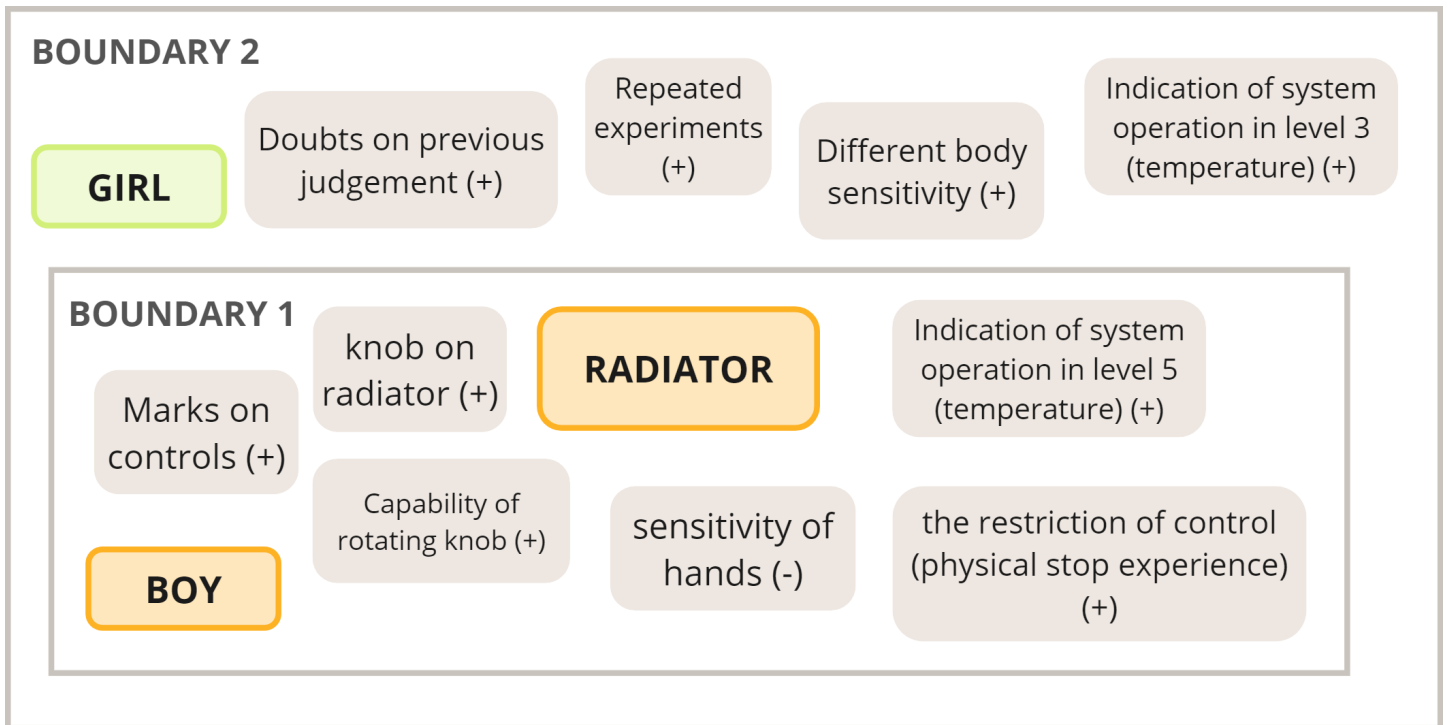 BOUNDARY 2
GIRL
Doubts on previous
judgement (+)
Repeated
experiments
(+)
Different body
sensitivity (+)
Indication of system
operation in level 3
(temperature) (+)
BOUNDARY 1
Marks on
controls (+)
knob on
radiator (+)
RADIATOR
Indication of system
operation in level 5
(temperature) (+)
BOY
Capability of
rotating knob (+)
sensitivity of
hands (-)
the restriction of control
(physical stop experience)
(+)